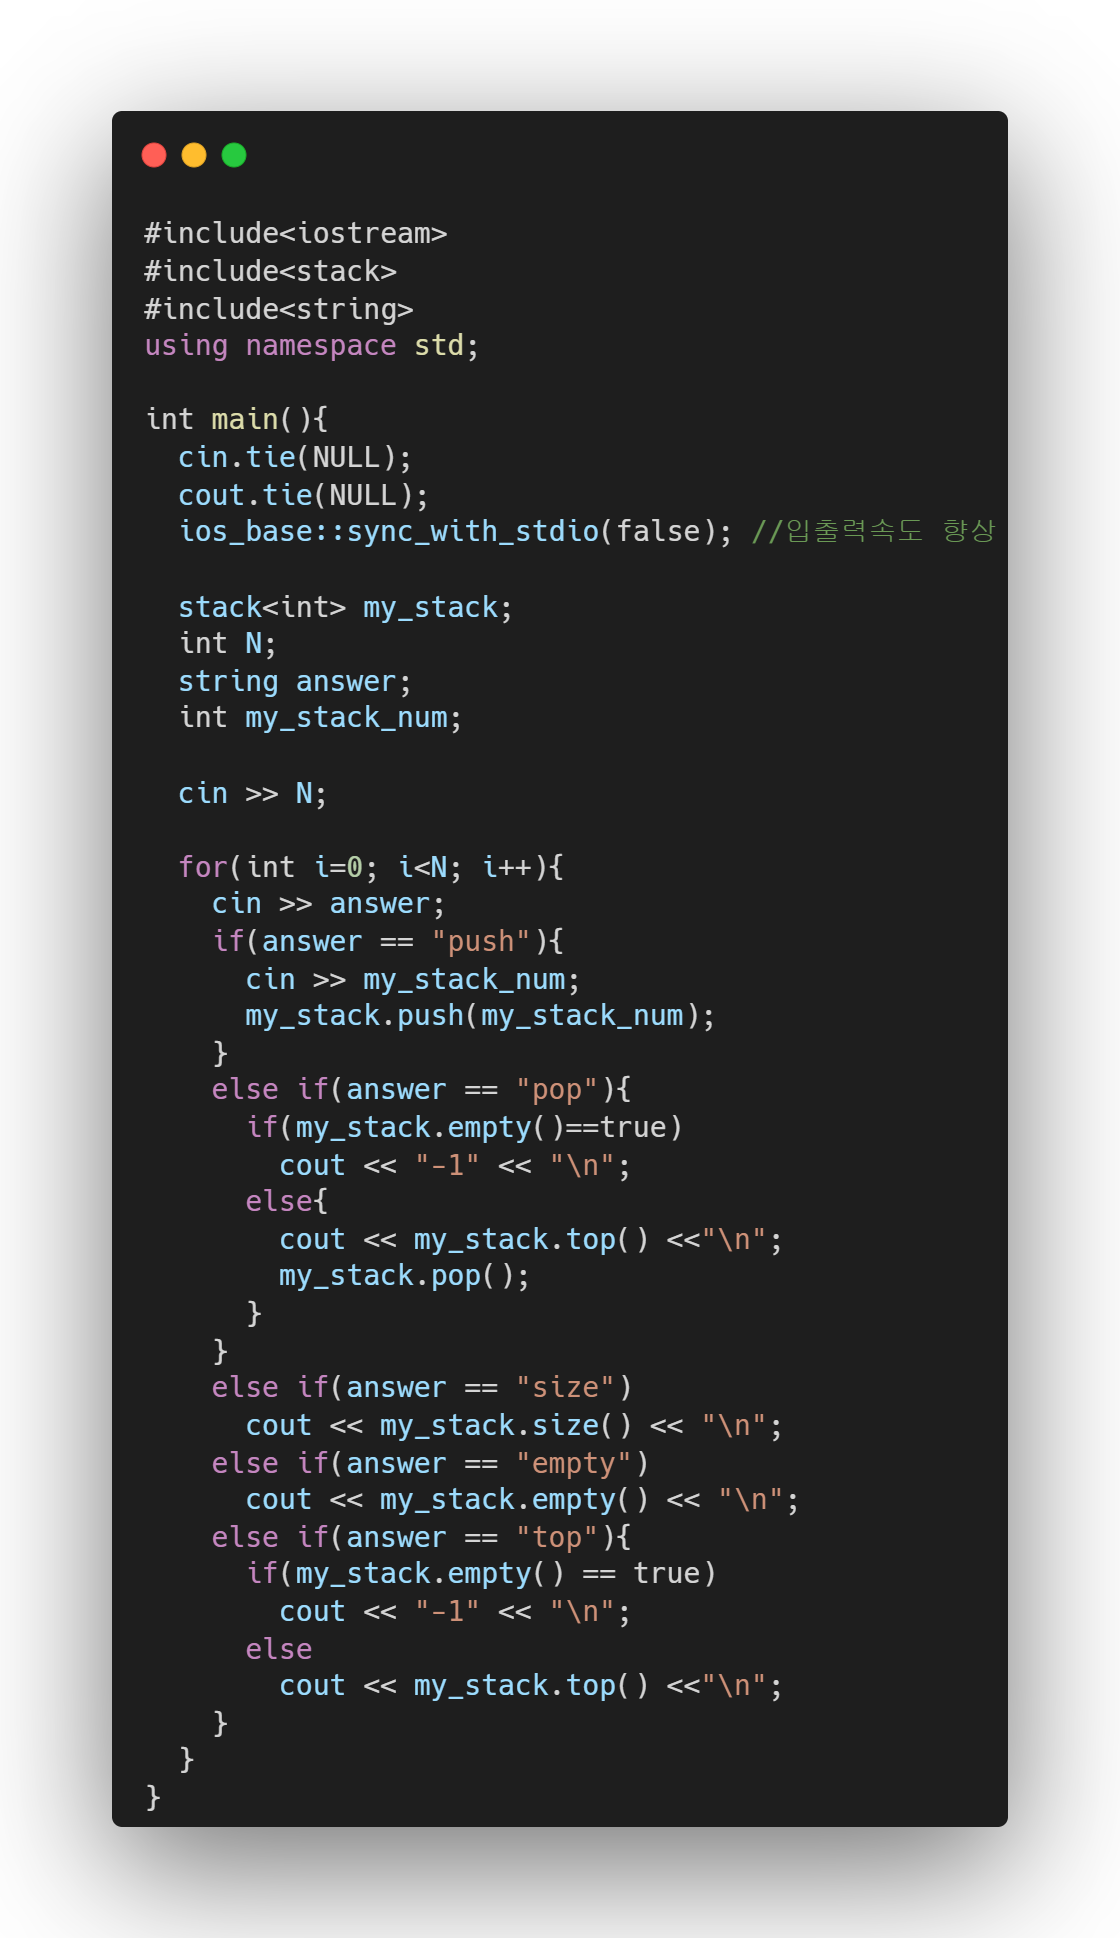 #include<iostream>
#include<stack>
#include<string>
using namespace std;

int main(){
  cin.tie(NULL);
  cout.tie(NULL);
  ios_base::sync_with_stdio(false); //입출력속도 향상

  stack<int> my_stack;
  int N;
  string answer;
  int my_stack_num;

  cin >> N;

  for(int i=0; i<N; i++){
    cin >> answer;
    if(answer == "push"){
      cin >> my_stack_num;
      my_stack.push(my_stack_num);
    }
    else if(answer == "pop"){
      if(my_stack.empty()==true)
        cout << "-1" << "\n";
      else{
        cout << my_stack.top() <<"\n";
        my_stack.pop();
      }
    }
    else if(answer == "size")
      cout << my_stack.size() << "\n";
    else if(answer == "empty")
      cout << my_stack.empty() << "\n";
    else if(answer == "top"){
      if(my_stack.empty() == true)
        cout << "-1" << "\n";
      else
        cout << my_stack.top() <<"\n";
    }
  }
}